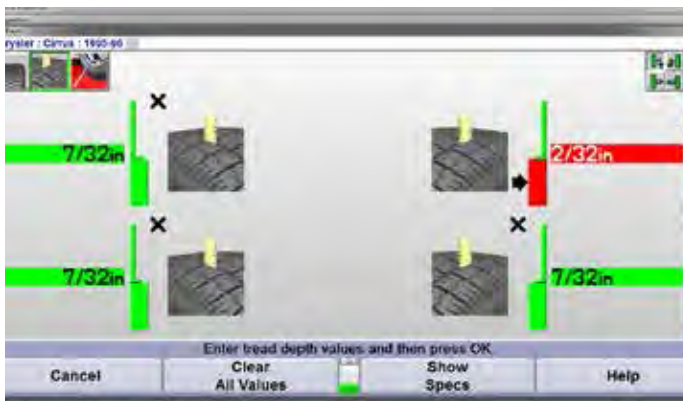 rysler : Cirrus : 1995-96
7/32in
2/32in
7/32in
7/32in
Enter tread depth values and then press OK
Cancel
Clear
All Values
Show
Specs
Help